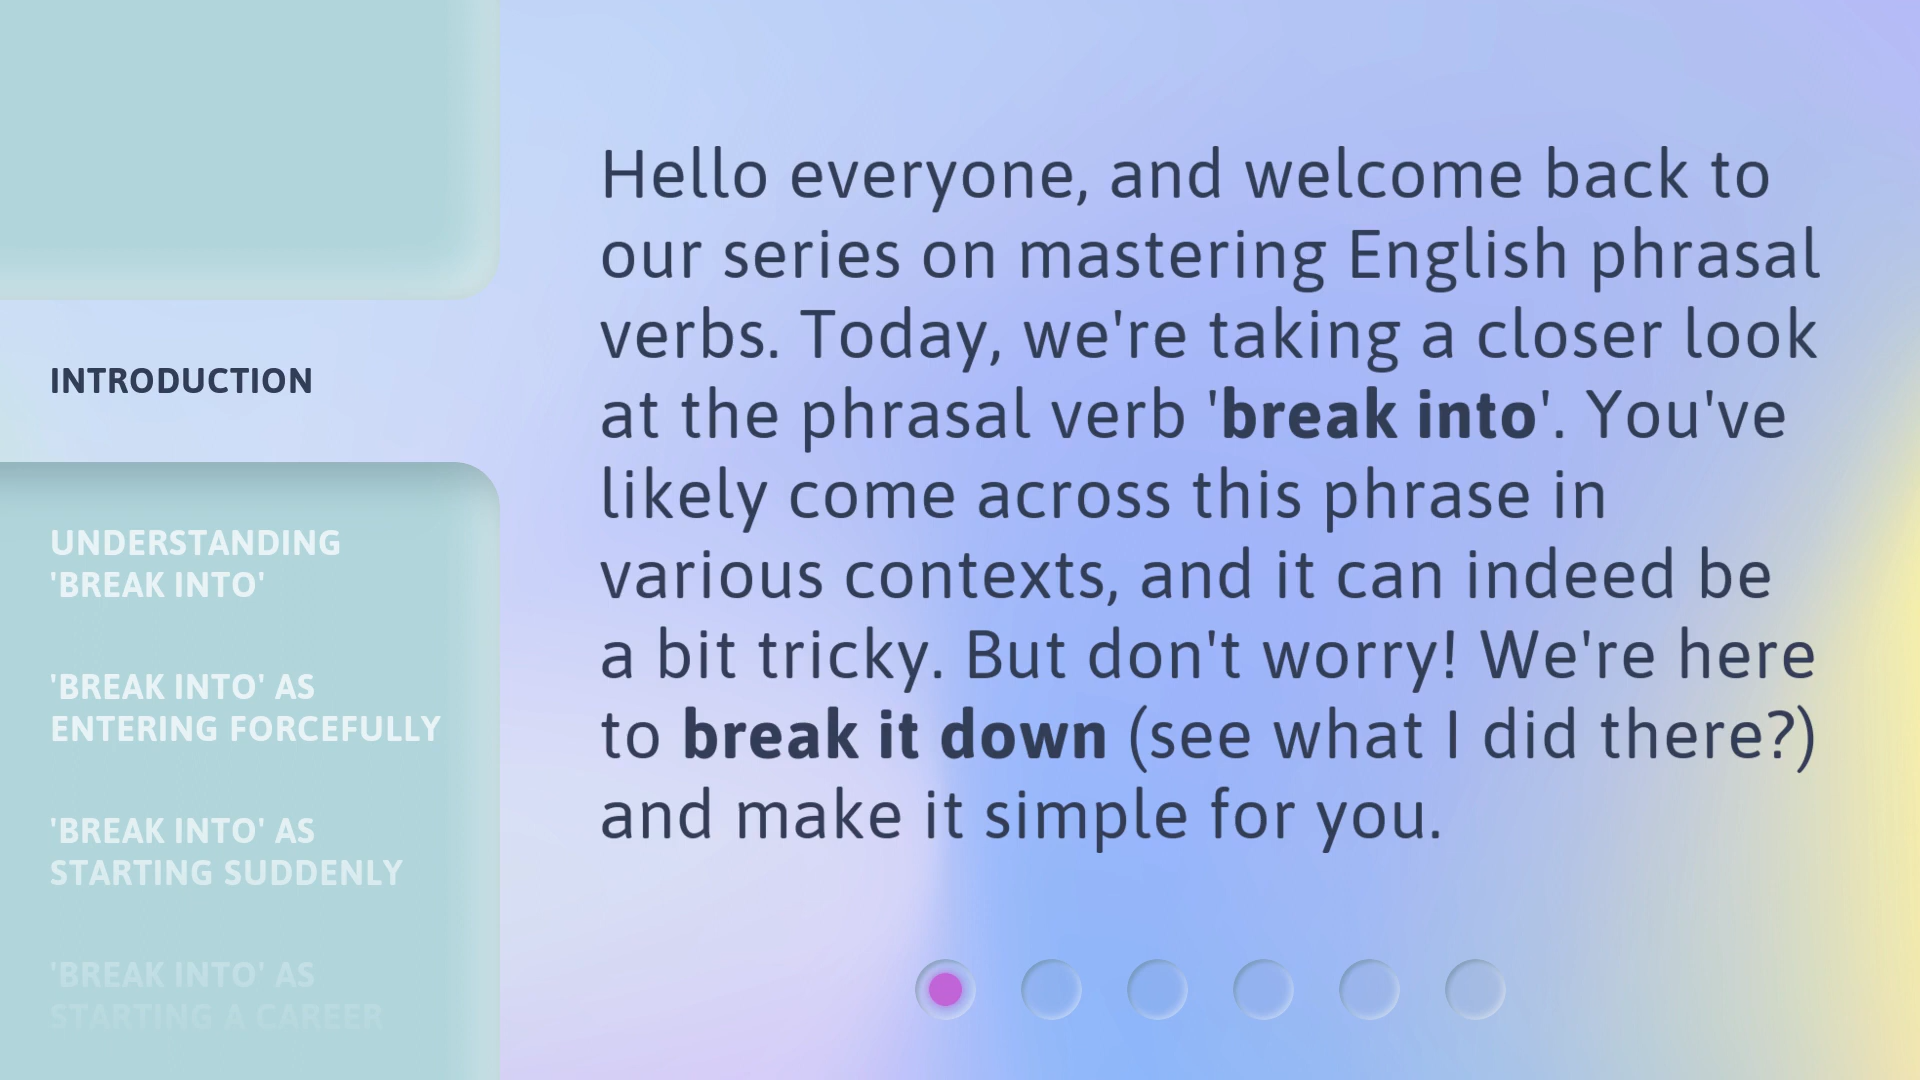 INTRODUCTION
UNDERSTANDING
'BREAK INTO'
'BREAK INTO' AS
ENTERING FORCEFULLY
'BREAK INTO' AS
STARTING SUDDENLY
'BREAK INTO' AS
STARTING A CAREER
Hello everyone, and welcome back to
our series on mastering English phrasal
verbs. Today, we're taking a closer look
at the phrasal verb 'break into'. You've
likely come across this phrase in
various contexts, and it can indeed be
a bit tricky. But don't worry! We're here
to break it down (see what I did there?)
and make it simple for you.